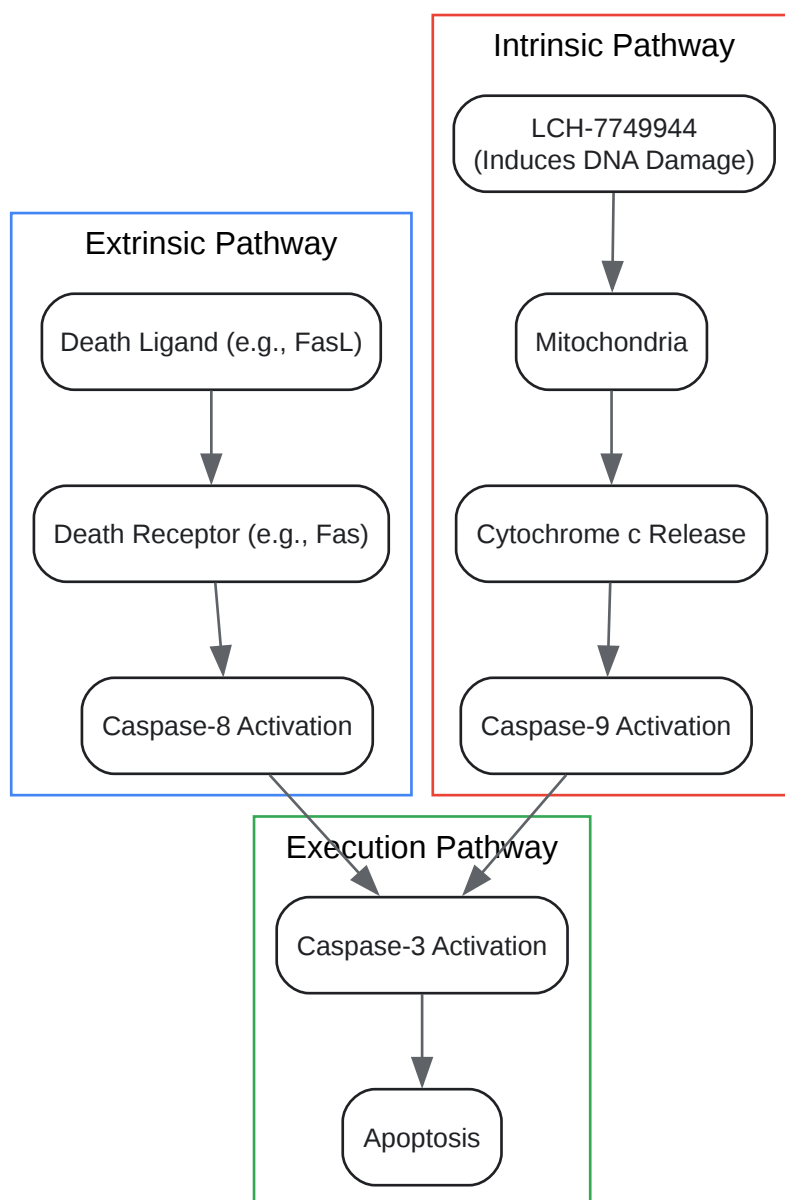 Intrinsic Pathway
LCH-7749944
(Induces DNA Damage)
Extrinsic Pathway
Death Ligand (e.g., FasL)
Mitochondria
Death Receptor (e.g., Fas)
Cytochrome c Release
Caspase-8 Activation
Caspase-9 Activation
Execution Pathway
Caspase-3 Activation
Apoptosis